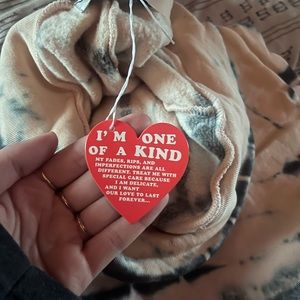 I'M ONE
OF A KIND
MY FADES, RIPS, AND
IMPERFECTIONS ARE ALL
DIFFERENT. TREAT ME WITH
SPECIAL CARE BECAUSE
I AM DELICATE,
AND I WANT
OUR LOVE TO LAST
FOREVER...